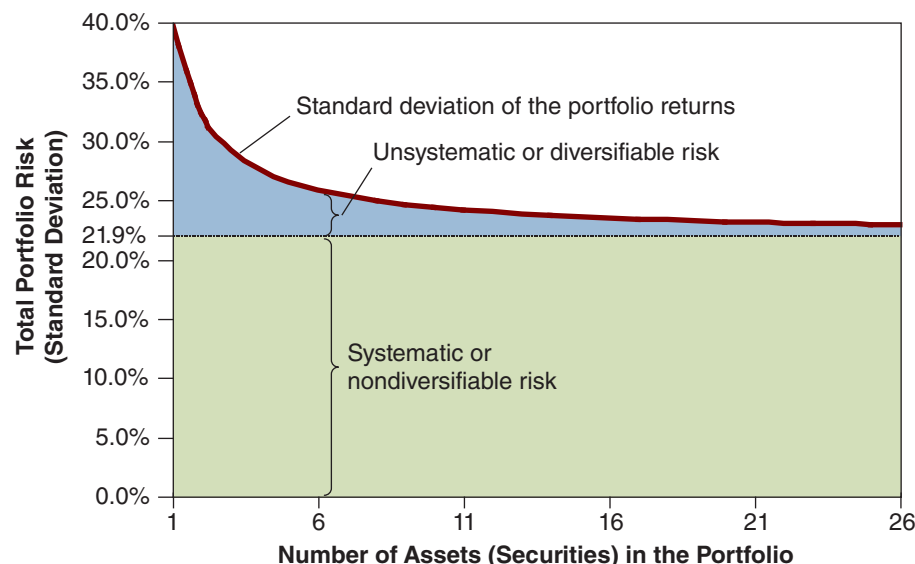 Total Portfolio Risk
(Standard Deviation)
40.0%
35.0%
30.0%
25.0%
21.9%
20.0%
15.0%
10.0%
5.0%
0.0%
Standard deviation of the portfolio returns
Unsystematic or diversifiable risk
Systematic or
nondiversifiable risk
1
6
11
16
21
26
Number of Assets (Securities) in the Portfolio